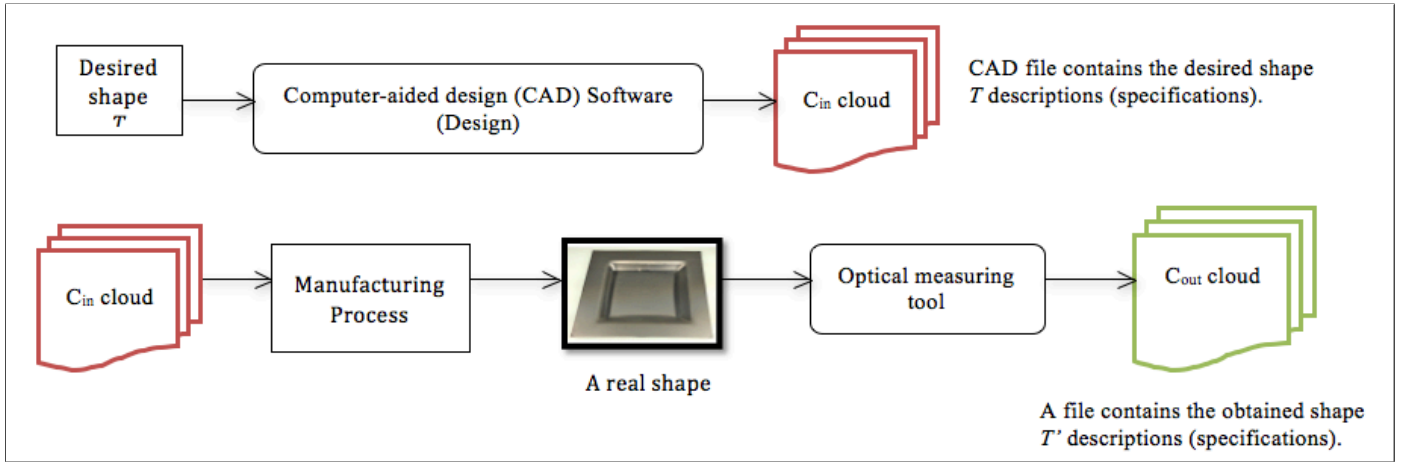 Desired
shape
T
Computer-aided design (CAD) Software
(Design)
Cin cloud
CAD file contains the desired shape
T descriptions (specifications).
Cin cloud
Manufacturing
Process
A real shape
Optical measuring
tool
Cout cloud
A file contains the obtained shape
T’ descriptions (specifications).